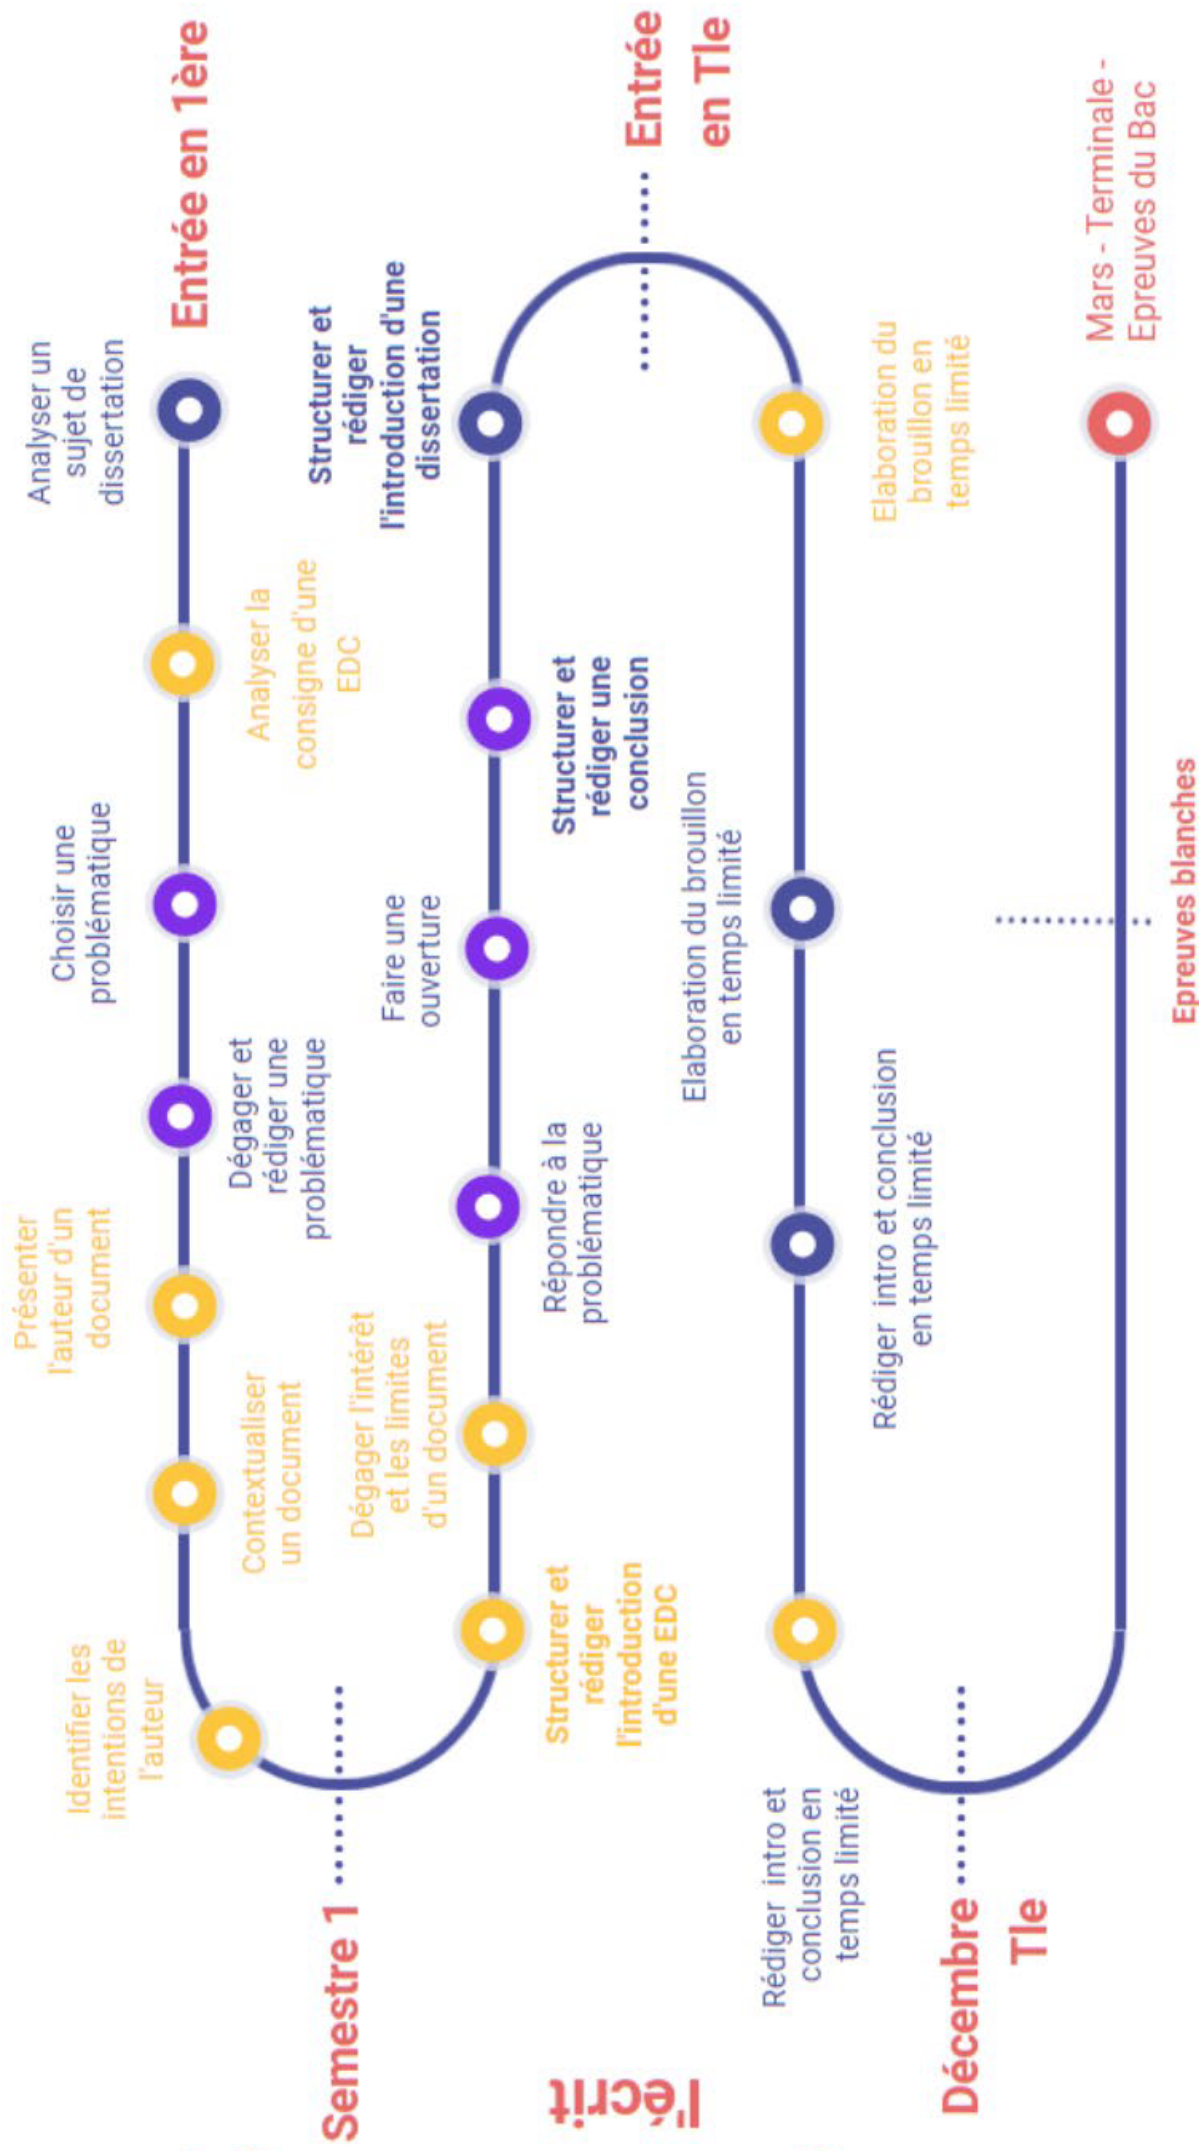 l'écrit
Entrée en 1ère
Analyser un
sujet de
dissertation
Analyser la
consigne d'une
EDC
Choisir une
problématique
Dégager et
rédiger une
problématique
Présenter
l'auteur d'un
document
Contextualiser
un document
Identifier les
intentions de
l'auteur
Semestre 1
Structurer et
rédiger
l'introduction
d'une EDC
Dégager l'intérêt
et les limites
d'un document
Répondre à la
problématique
Faire une
ouverture
Structurer et
rédiger une
conclusion
Structurer et
rédiger
l'introduction d'une
dissertation
Entrée
en Tle
Elaboration du
brouillon en
temps limité
Elaboration du brouillon
en temps limité
Rédiger intro et conclusion
en temps limité
Rédiger intro et
conclusion en
temps limité
Décembre
Tle
Epreuves blanches
Mars - Terminale -
Epreuves du Bac